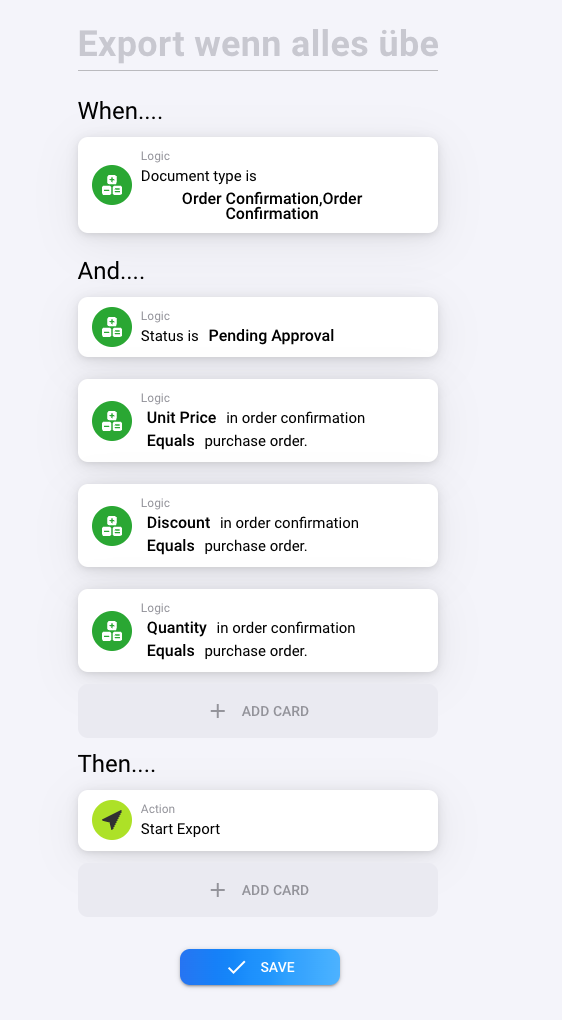 Export wenn alles übe
When....
Logic
Document type is
Order Confirmation,Order
Confirmation
And....
Logic
Status is Pending Approval
Logic
Unit Price in order confirmation
Equals purchase order.
Logic
Discount in order confirmation
Equals purchase order.
Logic
Quantity in order confirmation
Equals purchase order.
ADD CARD
Then....
Action
Start Export
ADD CARD
SAVE